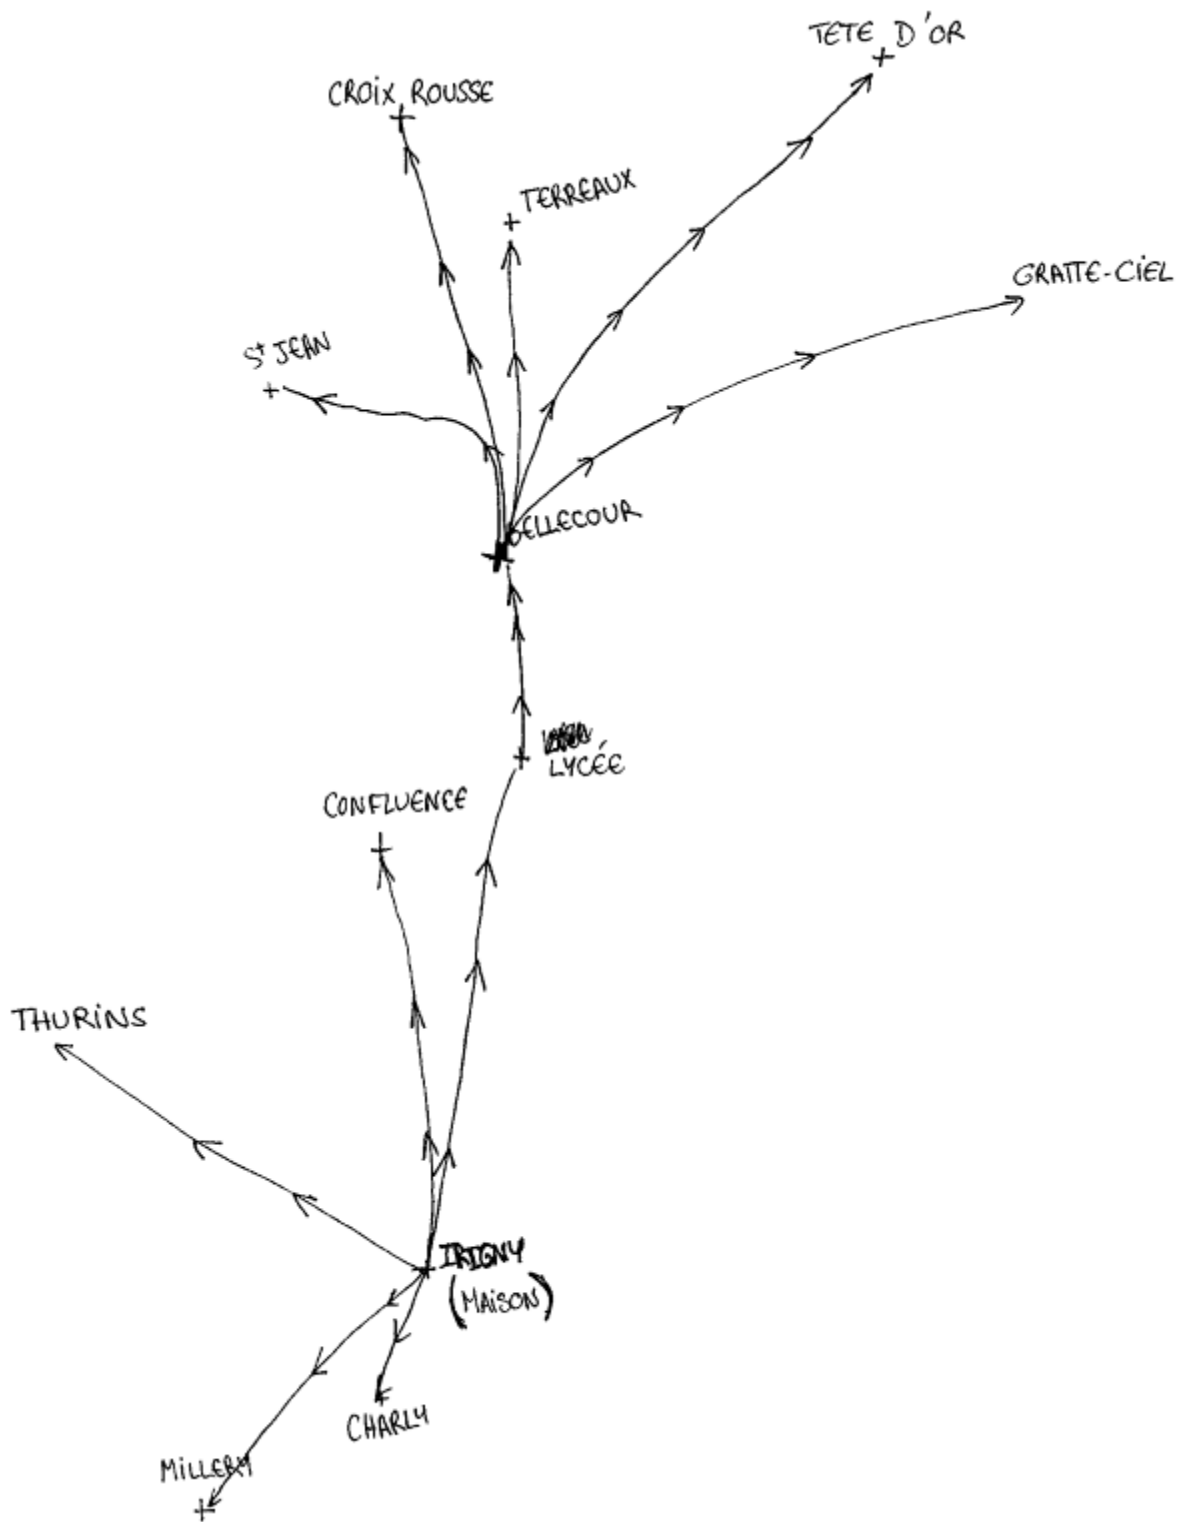 TETE D'OR
CROIX ROUSSE
TERREAUX
GRATTE-CIEL
St JEAN
BELLECOUR
LYCÉE
CONFLUENCE
THURINS
IRIGNY
(MAISON)
CHARLY
MILLERY